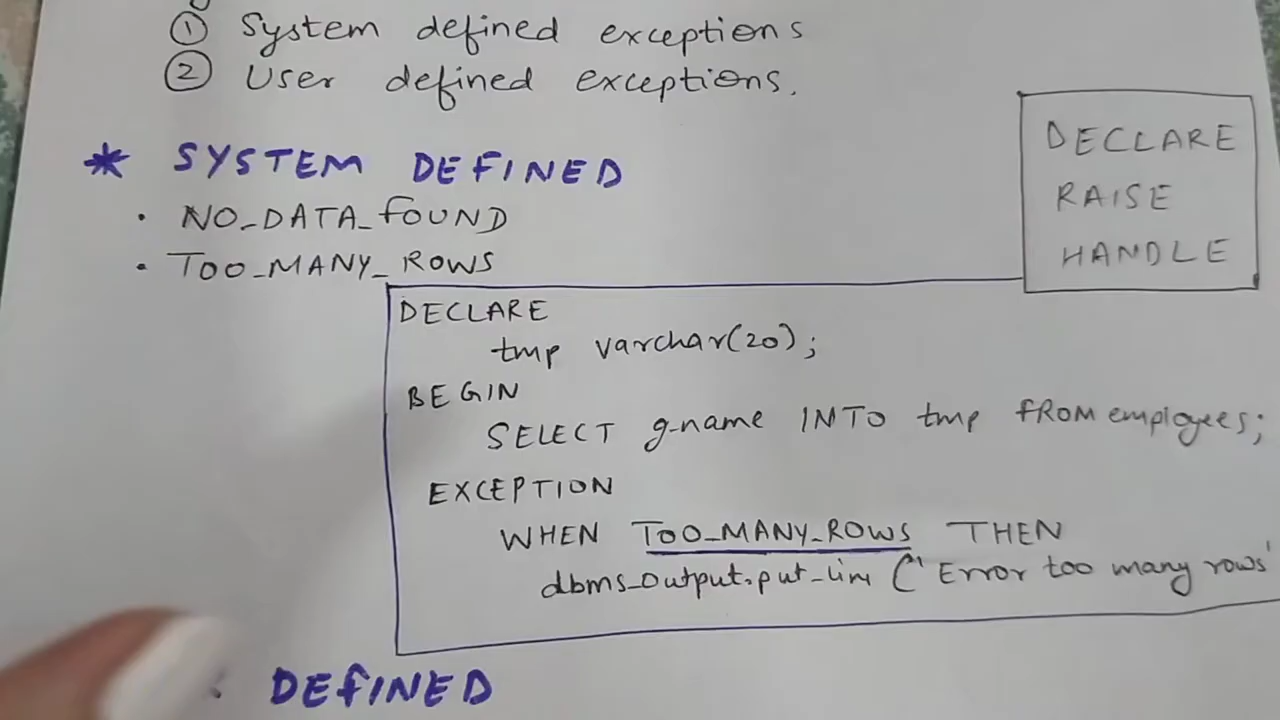 ① System defined exceptions
② User defined exceptions.
* SYSTEM DEFINED
• NO_DATA_FOUND
• TOO_MANY_ROWS
DECLARE
RAISE
HANDLE
DECLARE
tmp varchar(20);
BEGIN
SELECT g-name INTO tmp FROM employees;
EXCEPTION
WHEN TOO_MANY_ROWS THEN
dbms_output.put_line (' Error too many rows'
DEFINED